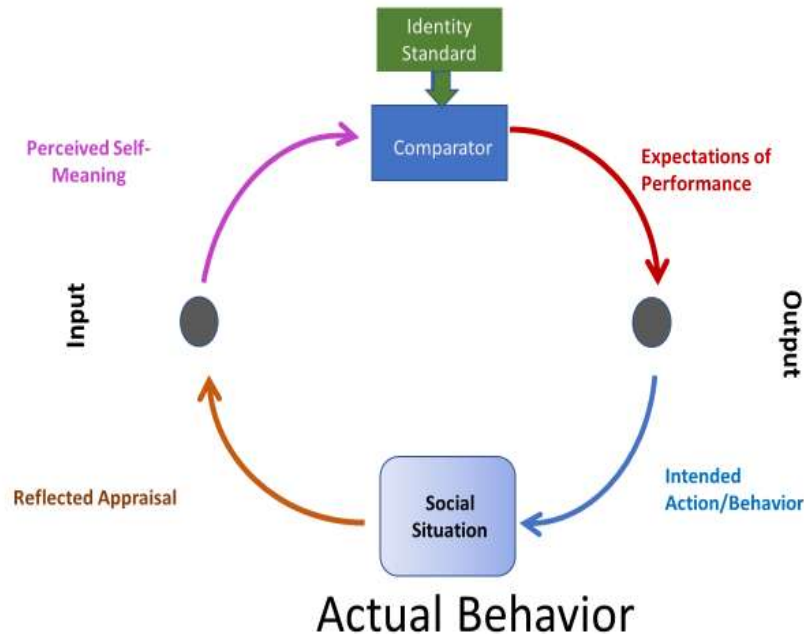 Identity
Standard
Comparator
Perceived Self-
Meaning
Expectations of
Performance
Input
Output
Reflected Appraisal
Social
Situation
Intended
Action/Behavior
Actual Behavior